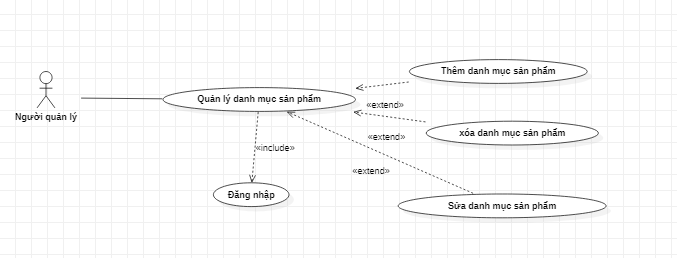 Thêm danh mục sản phẩm
Quản lý danh mục sản phẩm
«extend»
Người quản lý
xóa danh mục sản phẩm
«extend»
«include»
«extend»
Đăng nhập
Sửa danh mục sản phẩm